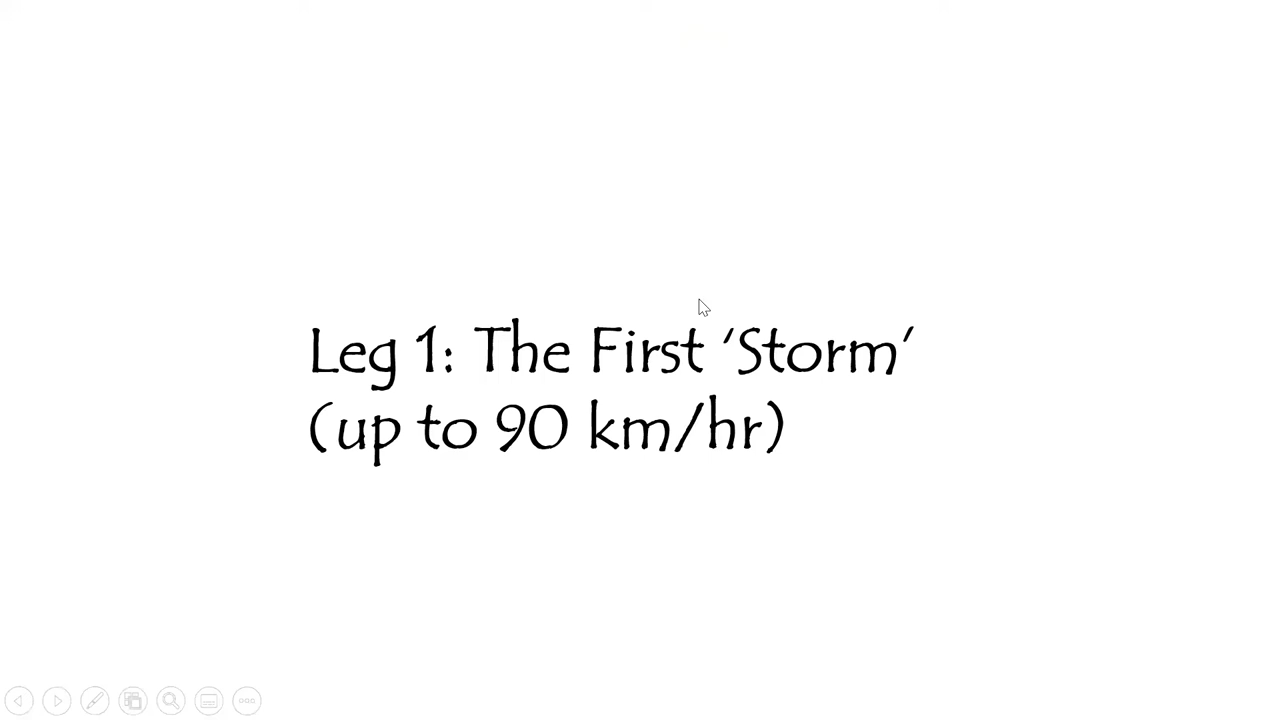 Leg 1: The First ‘Storm’
(up to 90 km/hr)